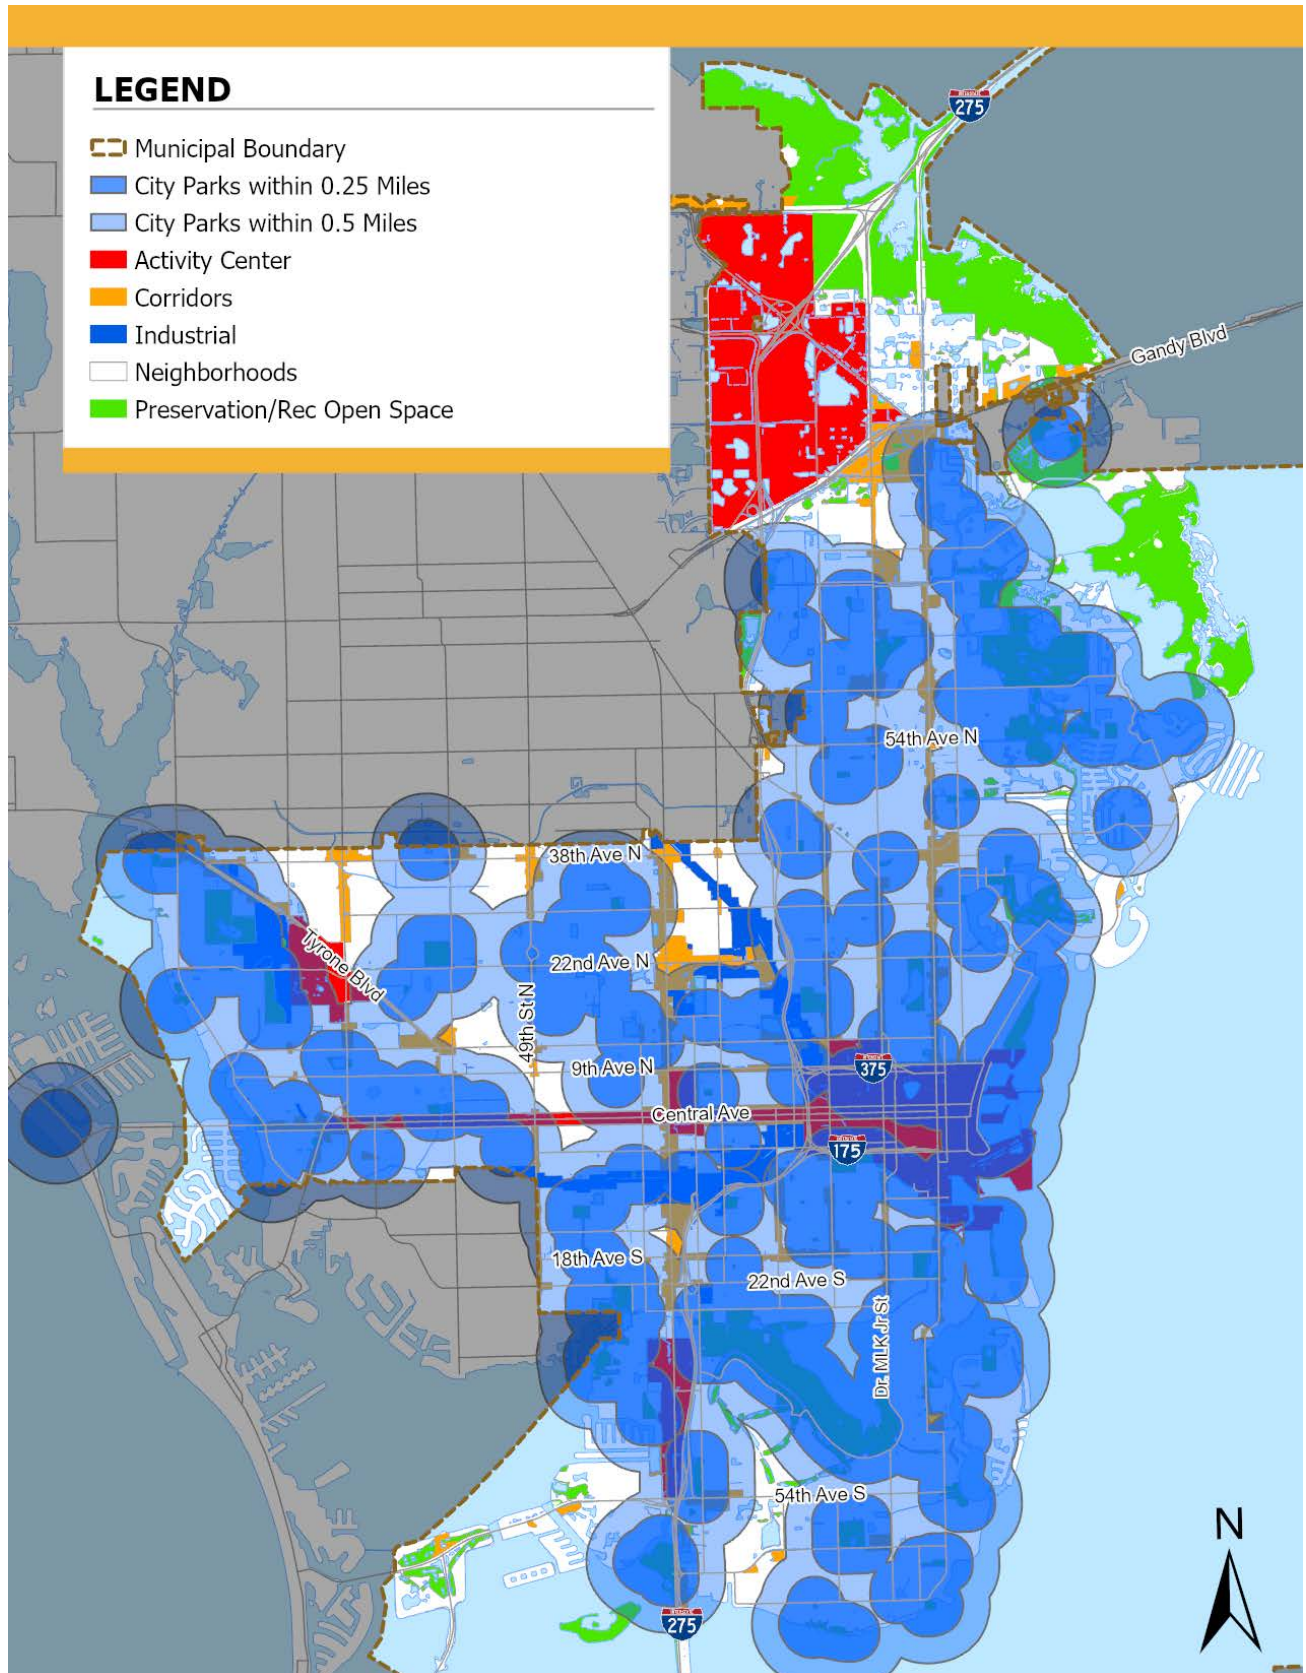 LEGEND
Municipal Boundary
City Parks within 0.25 Miles
City Parks within 0.5 Miles
Activity Center
Corridors
Industrial
Neighborhoods
Preservation/Rec Open Space
275
Gandy Blvd
54th Ave N
38th Ave N
22nd Ave N
Tyrone Blvd
49th St N
9th Ave N
375
Central Ave
175
18th Ave S
22nd Ave S
Dr. MLK Jr St
54th Ave S
N
275